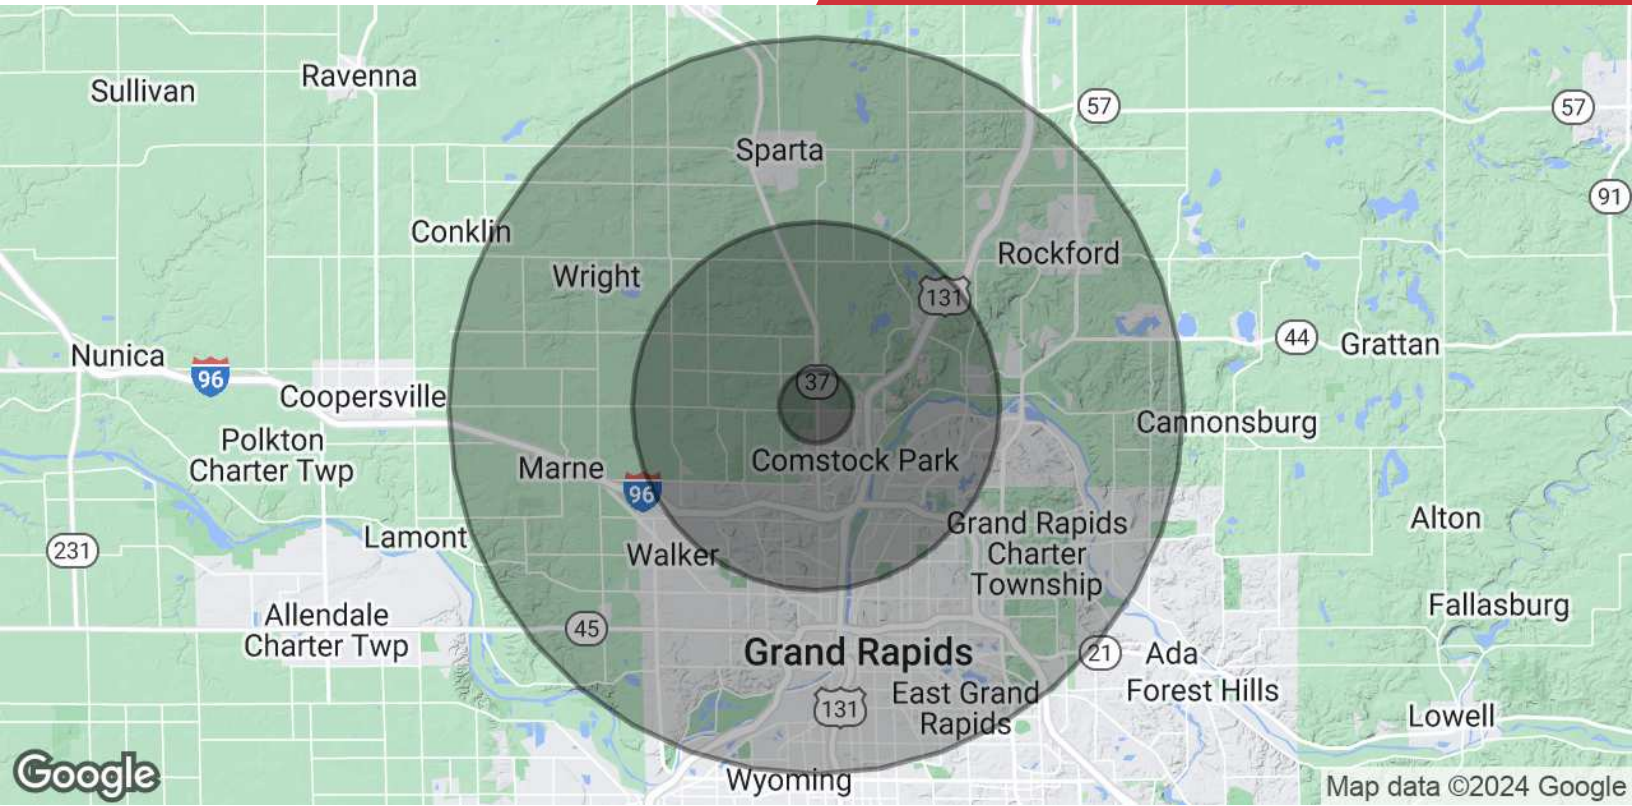 Sullivan
Ravenna
57
57
Sparta
91
Conklin
Rockford
Wright
131
44
Grattan
Nunica
96
37
Coopersville
Cannonsburg
Polkton
Charter Twp
Comstock Park
Marne
96
Alton
Grand Rapids
Charter
Township
Lamont
231
Walker
Fallasburg
Allendale
Charter Twp
45
Grand Rapids
21
Ada
Forest Hills
East Grand
Rapids
131
Lowell
Wyoming
Google
Map data ©2024 Google